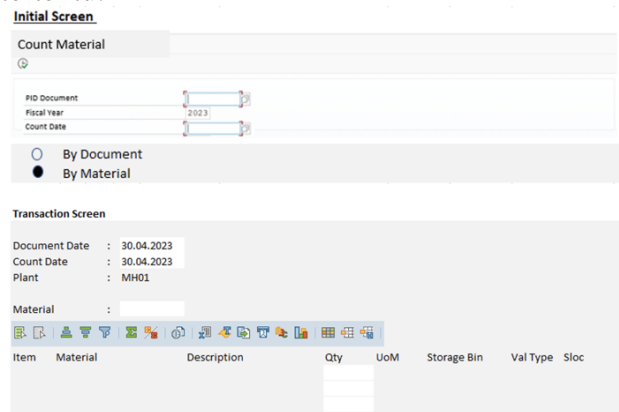 Initial Screen
Count Material
PID Document
Fiscal Year 2023
Count Date
By Document
By Material
Transaction Screen
Document Date : 30.04.2023
Count Date : 30.04.2023
Plant : MH01
Material :
Item Material Description Qty UoM Storage Bin Val Type Sloc